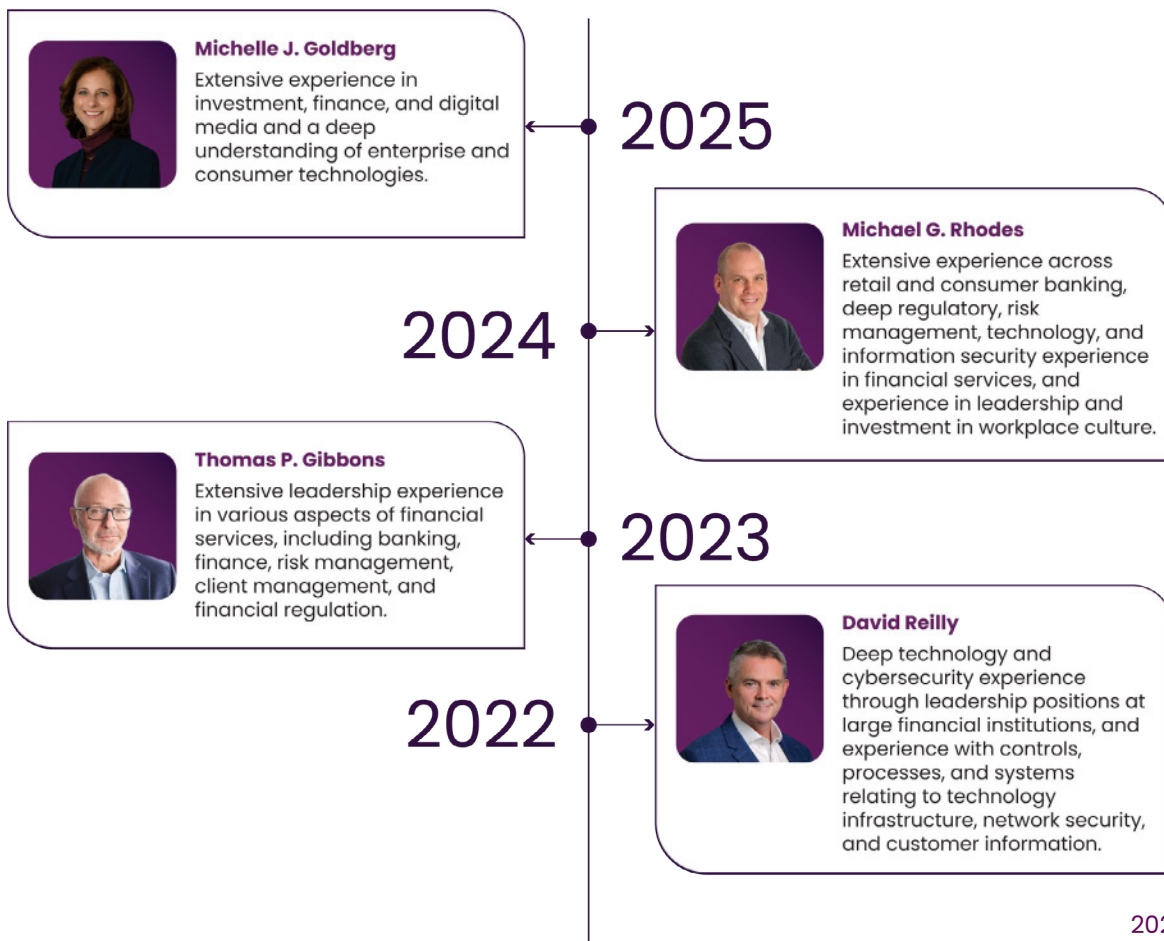 Michelle J. Goldberg
Extensive experience in
investment, finance, and digital
media and a deep
understanding of enterprise and
consumer technologies.
2025
Michael G. Rhodes
Extensive experience across
retail and consumer banking,
deep regulatory, risk
management, technology, and
information security experience
in financial services, and
experience in leadership and
investment in workplace culture.
2024
Thomas P. Gibbons
Extensive leadership experience
in various aspects of financial
services, including banking,
finance, risk management,
client management, and
financial regulation.
2023
David Reilly
Deep technology and
cybersecurity experience
through leadership positions at
large financial institutions, and
experience with controls,
processes, and systems
relating to technology
infrastructure, network security,
and customer information.
2022